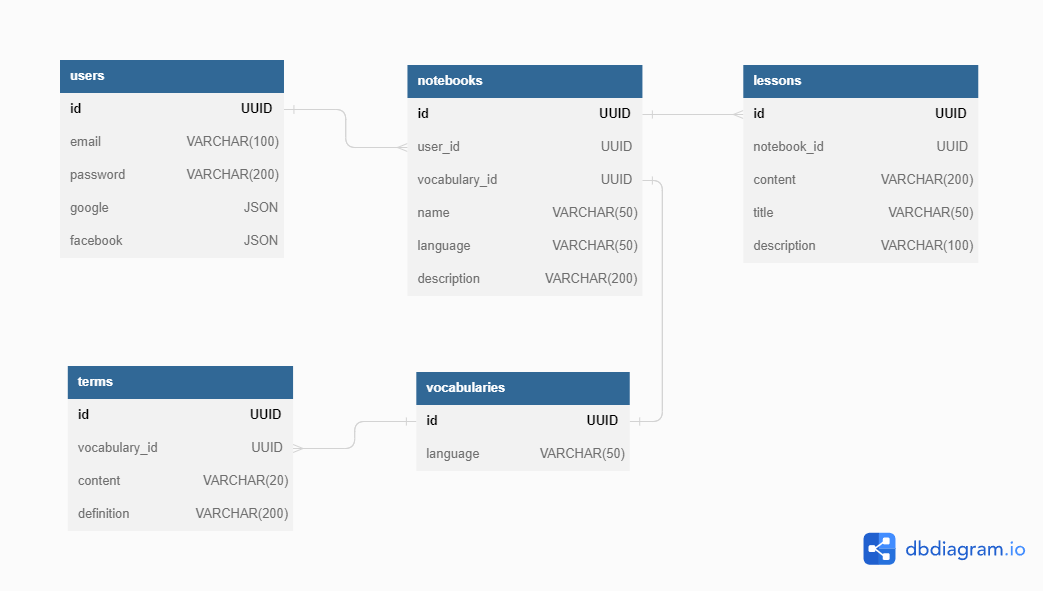 users
id UUID
email VARCHAR(100)
password VARCHAR(200)
google JSON
facebook JSON
notebooks
id UUID
user_id UUID
vocabulary_id UUID
name VARCHAR(50)
language VARCHAR(50)
description VARCHAR(200)
lessons
id UUID
notebook_id UUID
content VARCHAR(200)
title VARCHAR(50)
description VARCHAR(100)
terms
id UUID
vocabulary_id UUID
content VARCHAR(20)
definition VARCHAR(200)
vocabularies
id UUID
language VARCHAR(50)
dbdiagram.io